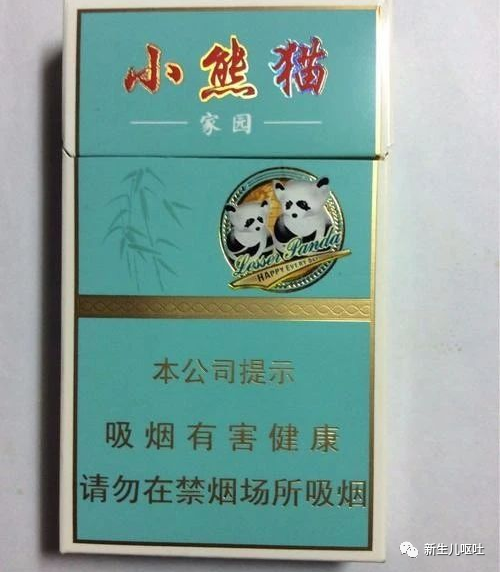 小熊猫
家园
Lesser Panda
HAPPY EVERY DAY
本公司提示
吸烟有害健康
请勿在禁烟场所吸烟
新生儿呕吐